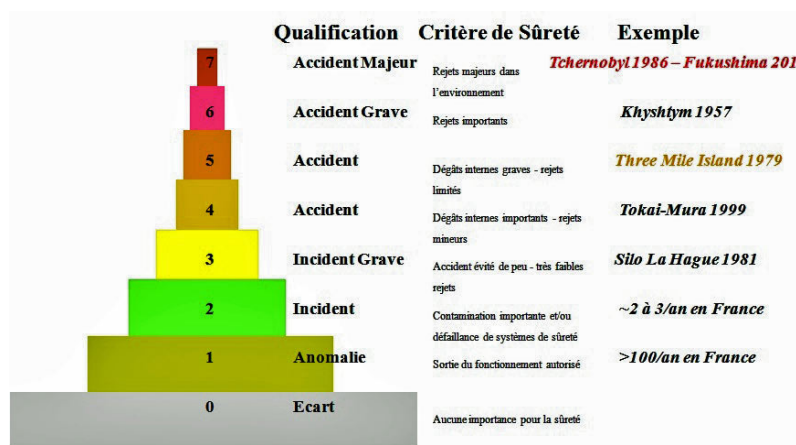 Qualification Critère de Sûreté Exemple
7 Accident Majeur Rejets majeurs dans l'environnement Tchernobyl 1986 – Fukushima 201
6 Accident Grave Rejets importants Khyshtym 1957
5 Accident Dégâts internes graves - rejets limités Three Mile Island 1979
4 Accident Dégâts internes importants - rejets mineurs Tokai-Mura 1999
3 Incident Grave Accident évité de peu - très faibles rejets Silo La Hague 1981
2 Incident Contamination importante et/ou défaillance de systèmes de sûreté ~2 à 3/an en France
1 Anomalie Sortie du fonctionnement autorisé >100/an en France
0 Ecart Aucune importance pour la sûreté